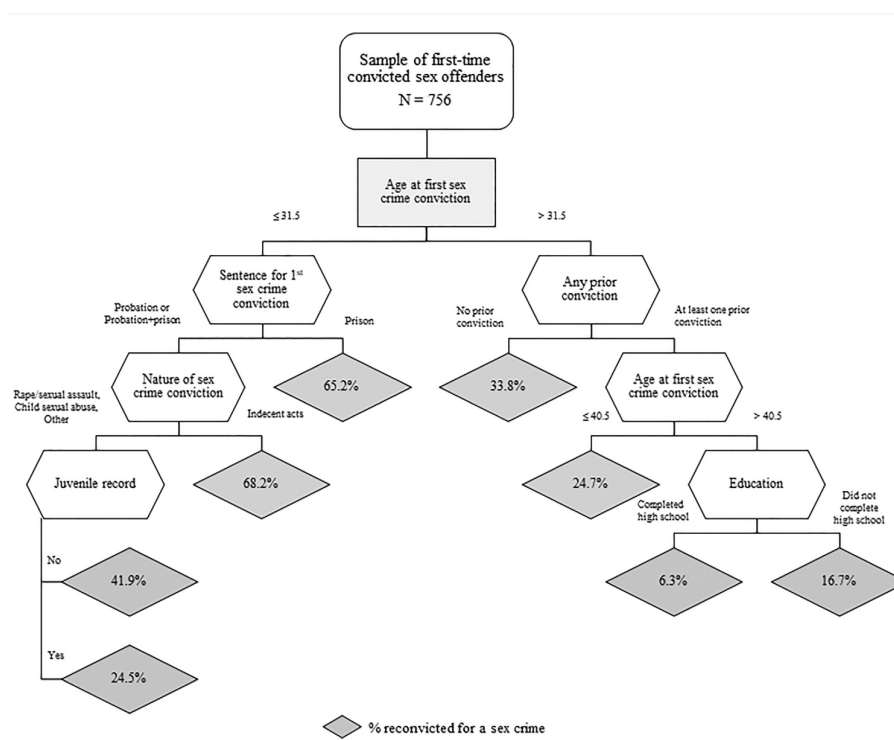 Sample of first-time
convicted sex offenders
N = 756
Age at first sex
crime conviction
≤ 31.5
> 31.5
Sentence for 1st
sex crime
conviction
Any prior
conviction
Probation or
Probation+prison
Prison
No prior
conviction
At least one prior
conviction
Nature of sex
crime conviction
65.2%
33.8%
Age at first sex
crime conviction
Rape/sexual assault,
Child sexual abuse,
Other
Indecent acts
≤ 40.5
> 40.5
Juvenile record
68.2%
24.7%
Education
Completed
high school
Did not
complete
high school
No
41.9%
6.3%
16.7%
Yes
24.5%
% reconvicted for a sex crime